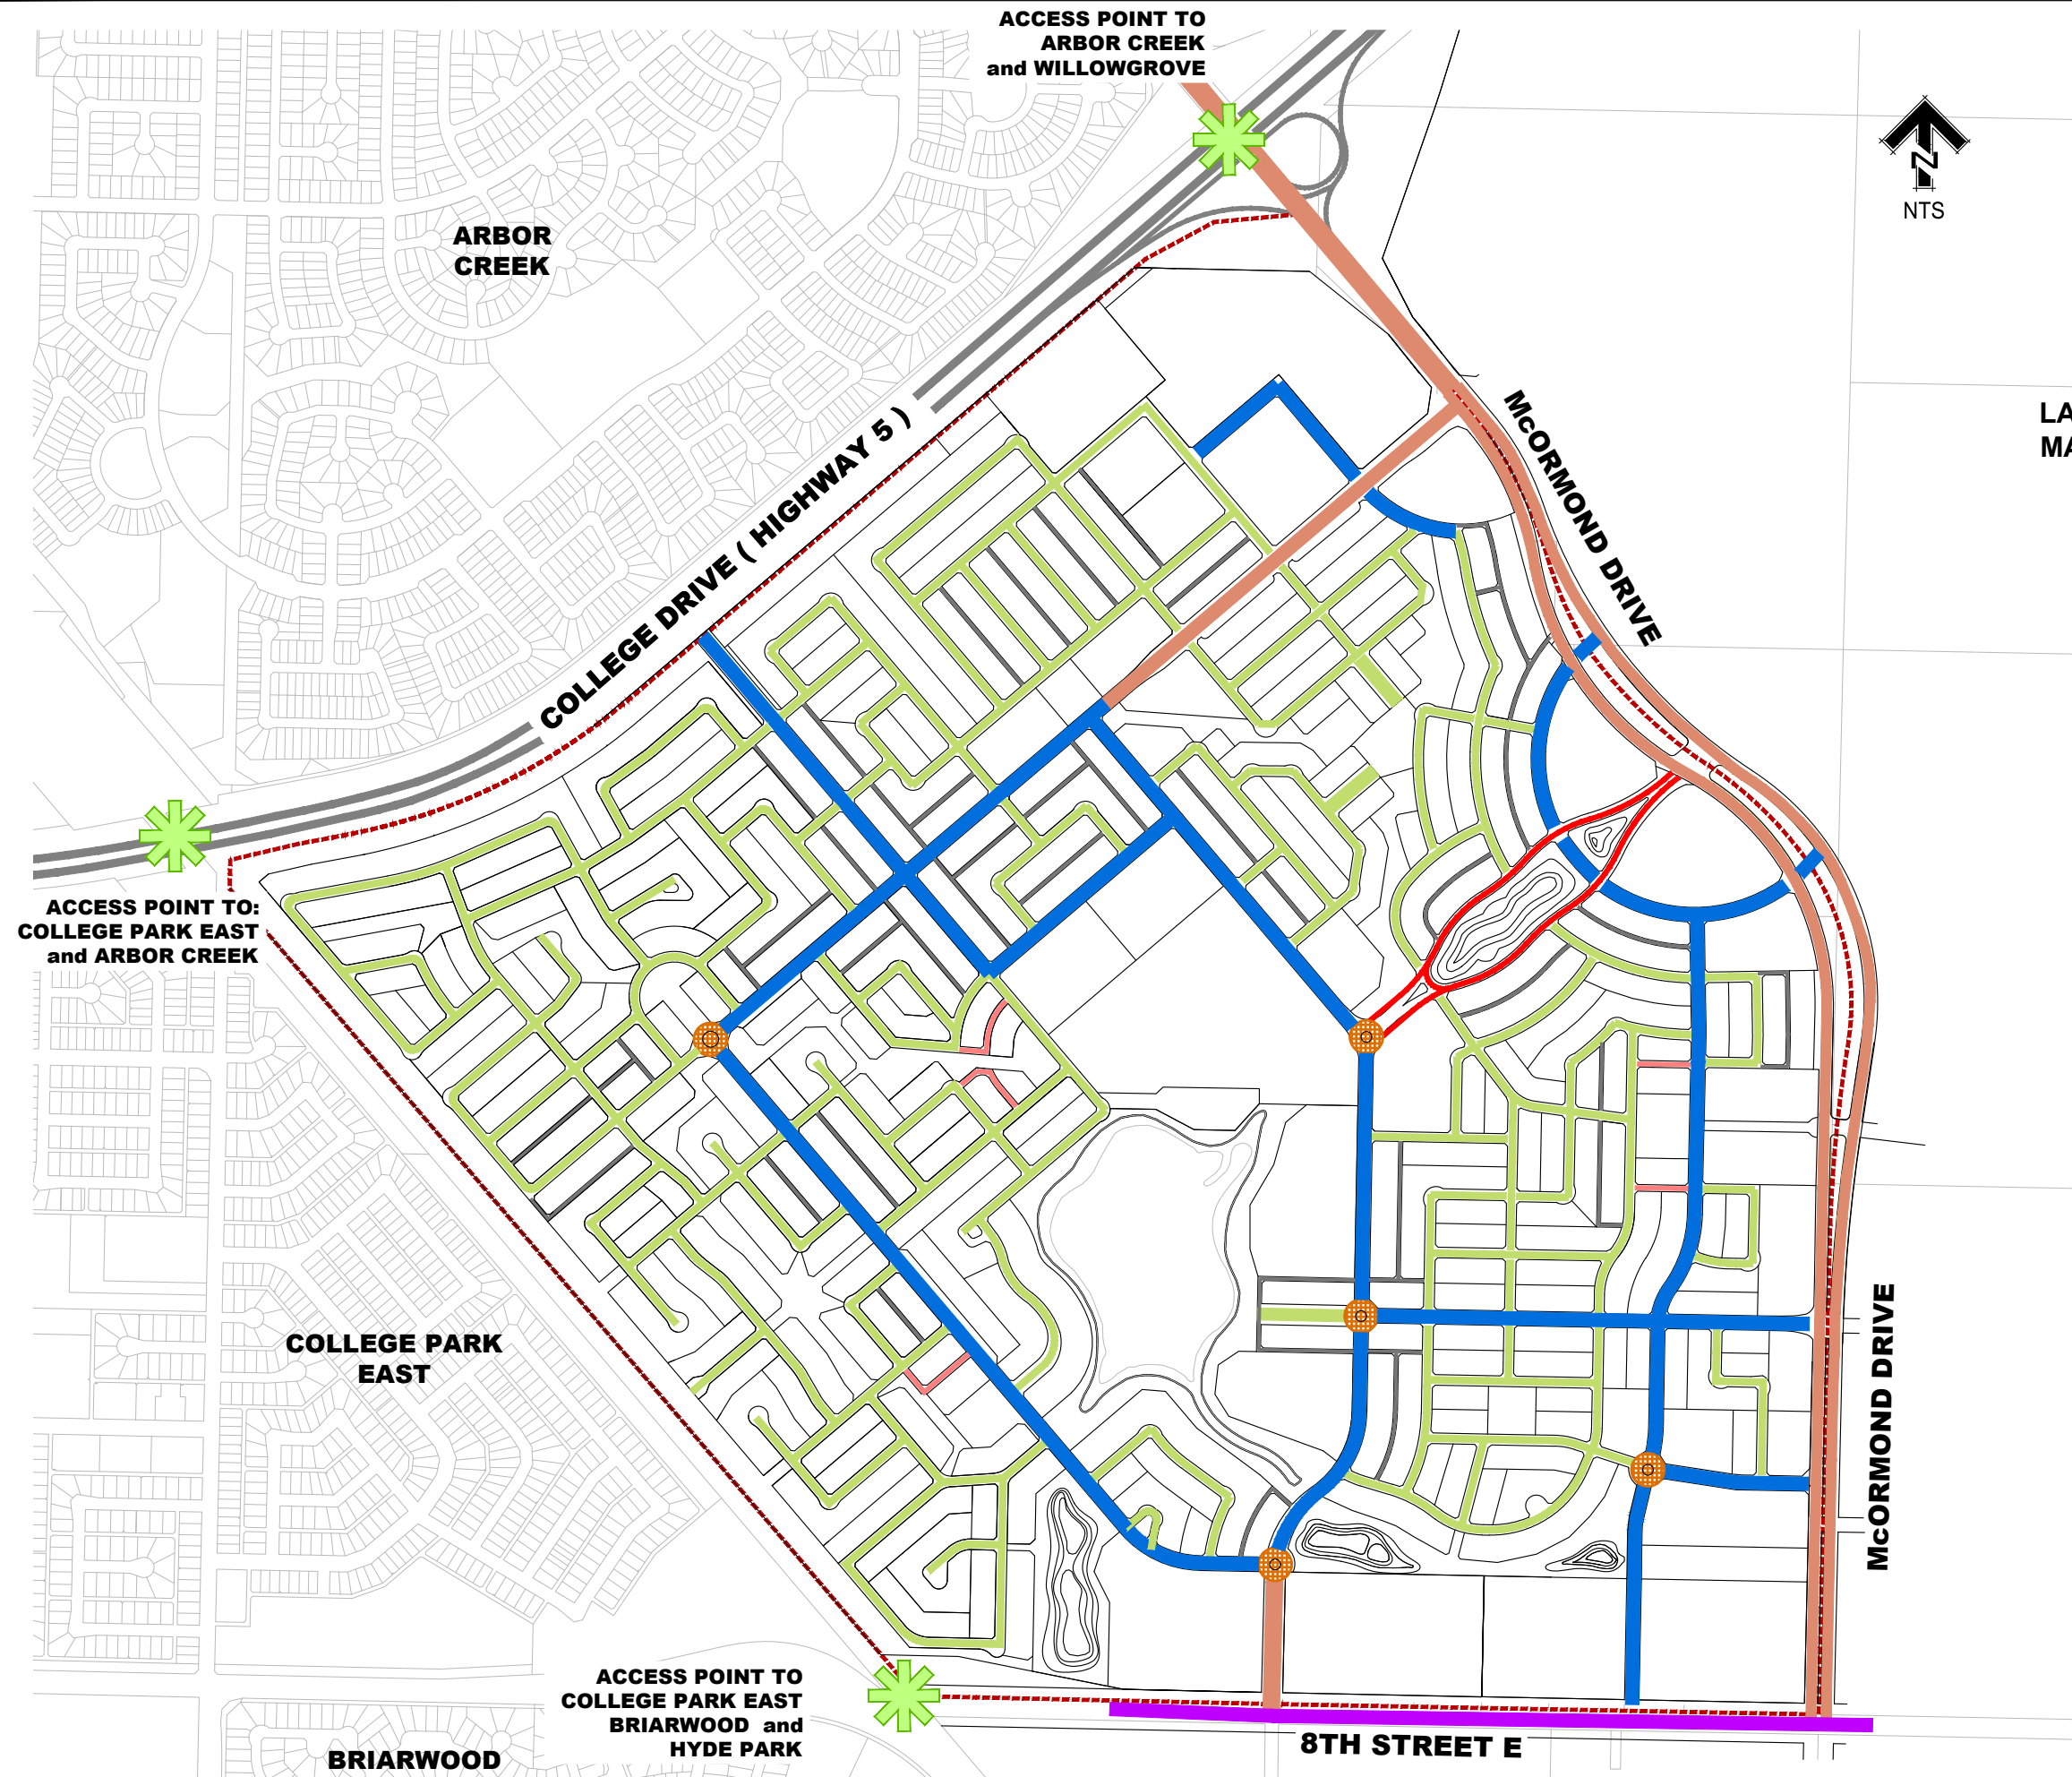 ACCESS POINT TO
ARBOR CREEK
and WILLOWGROVE
N
NTS
ARBOR
CREEK
LA
MA
McORMOND DRIVE
COLLEGE DRIVE ( HIGHWAY 5 )
ACCESS POINT TO:
COLLEGE PARK EAST
and ARBOR CREEK
COLLEGE PARK
EAST
McORMOND DRIVE
ACCESS POINT TO
COLLEGE PARK EAST
BRIARWOOD and
HYDE PARK
8TH STREET E
BRIARWOOD